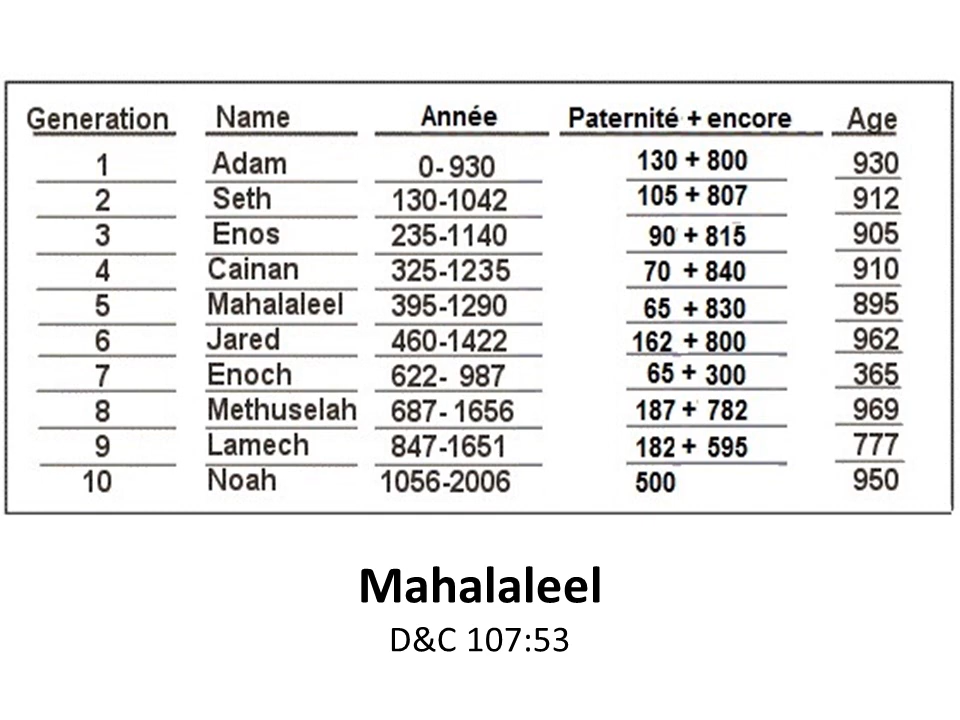 Generation Name Année Paternité + encore Age
1 Adam 0-930 130 + 800 930
2 Seth 130-1042 105 + 807 912
3 Enos 235-1140 90 + 815 905
4 Cainan 325-1235 70 + 840 910
5 Mahalaleel 395-1290 65 + 830 895
6 Jared 460-1422 162 + 800 962
7 Enoch 622- 987 65 + 300 365
8 Methuselah 687- 1656 187 + 782 969
9 Lamech 847-1651 182 + 595 777
10 Noah 1056-2006 500 950
Mahalaleel
D&C 107:53